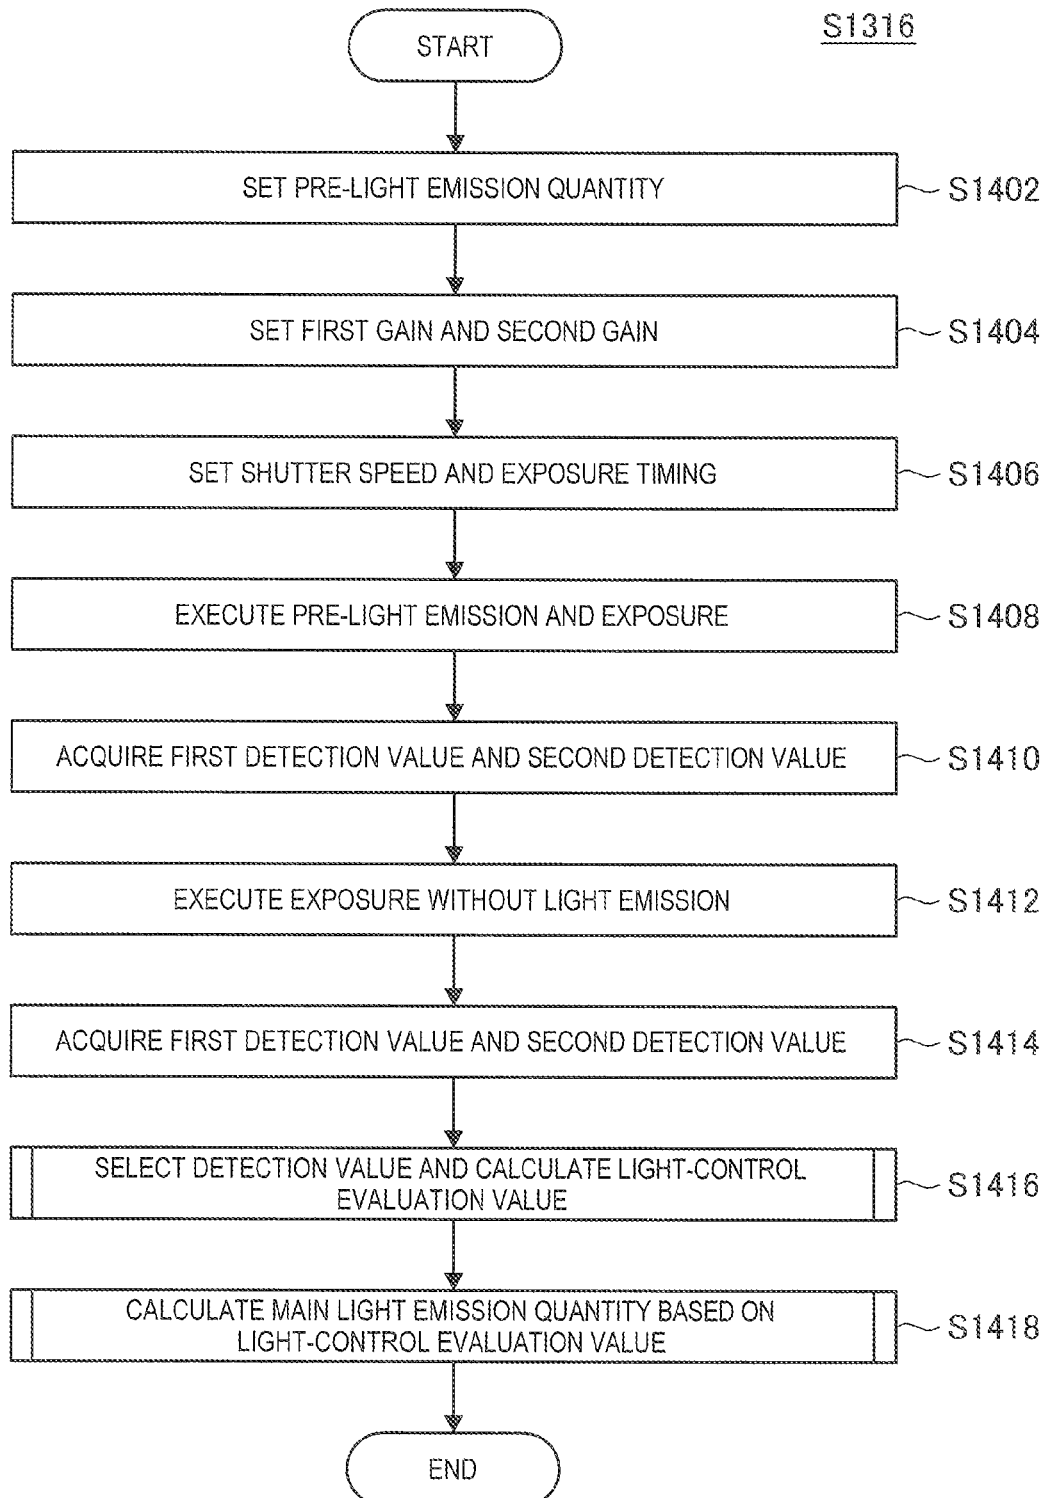 S1316
START
SET PRE-LIGHT EMISSION QUANTITY
S1402
SET FIRST GAIN AND SECOND GAIN
S1404
SET SHUTTER SPEED AND EXPOSURE TIMING
S1406
EXECUTE PRE-LIGHT EMISSION AND EXPOSURE
S1408
ACQUIRE FIRST DETECTION VALUE AND SECOND DETECTION VALUE
S1410
EXECUTE EXPOSURE WITHOUT LIGHT EMISSION
S1412
ACQUIRE FIRST DETECTION VALUE AND SECOND DETECTION VALUE
S1414
SELECT DETECTION VALUE AND CALCULATE LIGHT-CONTROL
EVALUATION VALUE
S1416
CALCULATE MAIN LIGHT EMISSION QUANTITY BASED ON
LIGHT-CONTROL EVALUATION VALUE
S1418
END